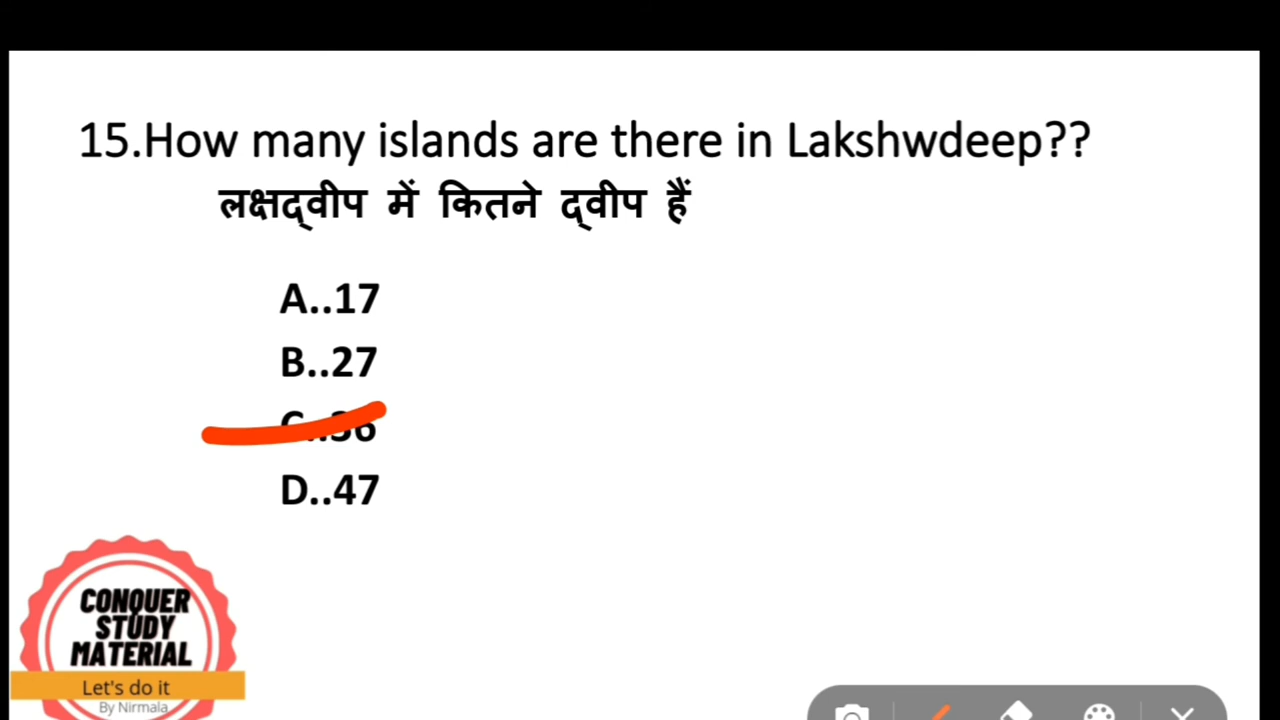 15.How many islands are there in Lakshwdeep??
लक्षद्वीप में कितने द्वीप हैं
A..17
B..27
C..36
D..47
CONQUER
STUDY
MATERIAL
Let's do it
By Nirmala